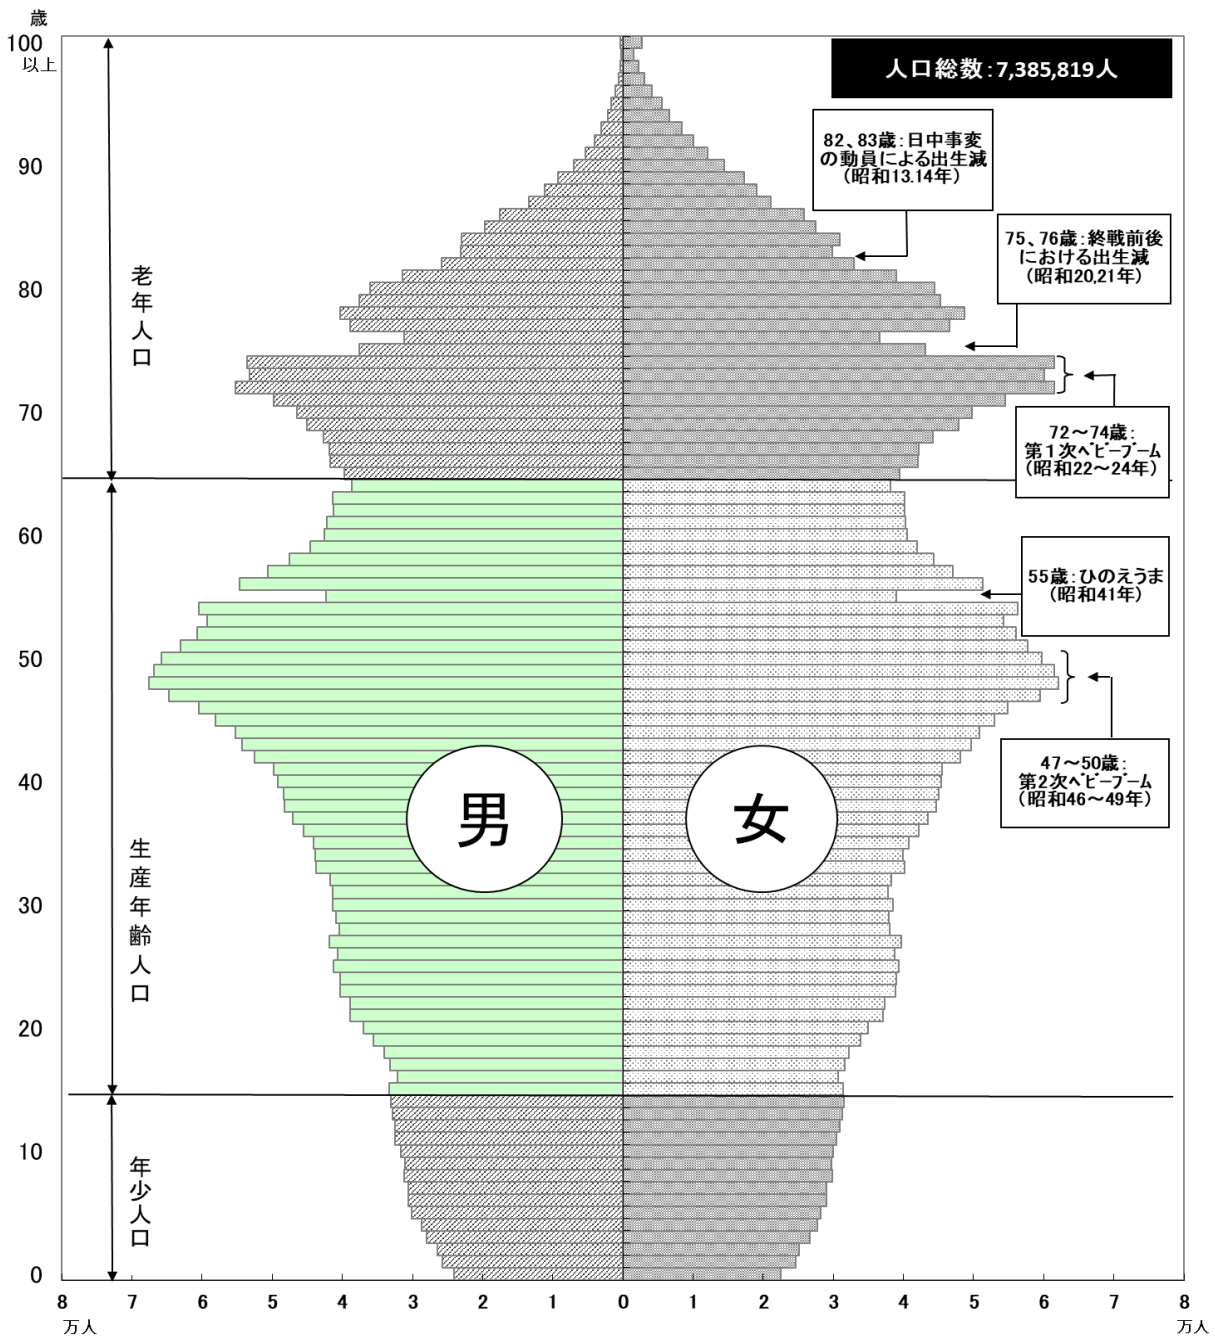 歳
100
以上
90
80
70
60
50
40
30
20
10
0
老年人口
生産年齢人口
年少人口
人口総数：7,385,819人
82、83歳：日中事変
の動員による出生減
（昭和13.14年）
75、76歳：終戦前後
における出生減
（昭和20,21年）
72～74歳：
第１次ﾍﾞﾋﾞｰﾌﾞｰﾑ
（昭和22～24年）
55歳：ひのえうま
（昭和41年）
47～50歳：
第2次ﾍﾞﾋﾞｰﾌﾞｰﾑ
（昭和46～49年）
男
女
8 7 6 5 4 3 2 1 0 1 2 3 4 5 6 7 8
万人 万人